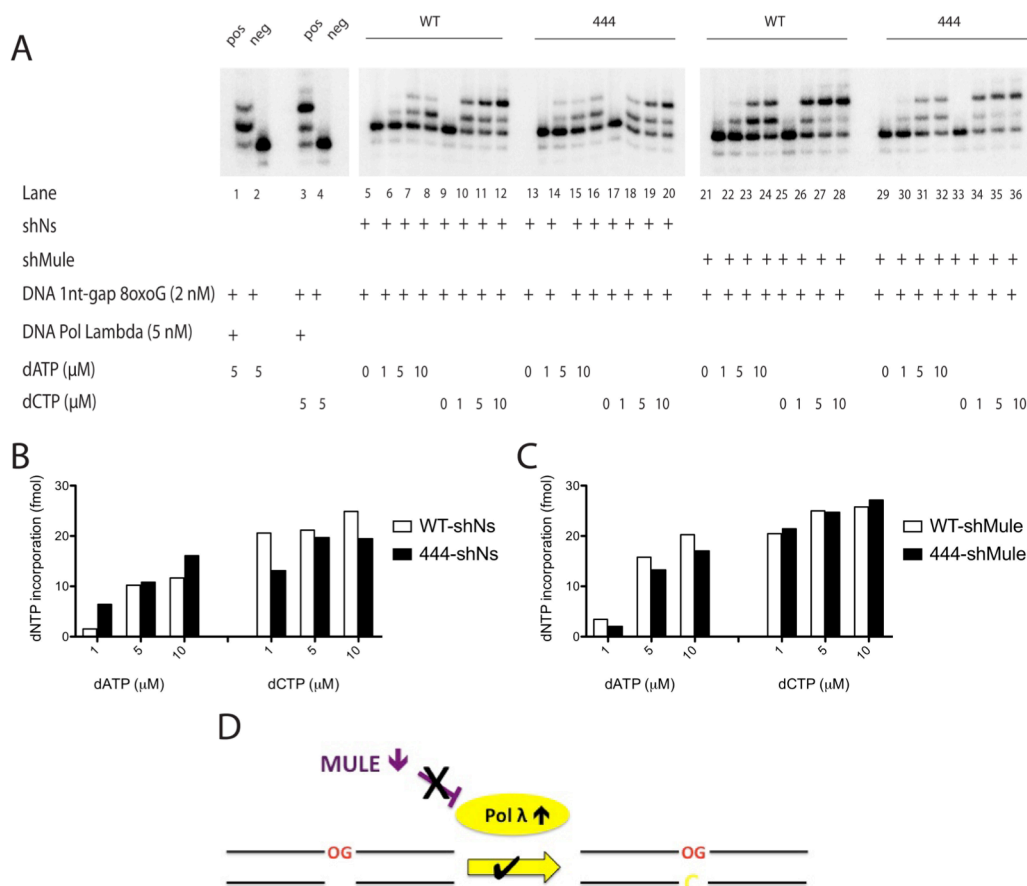 A
pos neg pos neg WT 444 WT 444
Lane 1 2 3 4 5 6 7 8 9 10 11 12 13 14 15 16 17 18 19 20 21 22 23 24 25 26 27 28 29 30 31 32 33 34 35 36
shNs + + + + + + + + + + + + + + + +
shMule + + + + + + + + + + + + + + + +
DNA 1nt-gap 8oxoG (2 nM) + + + + + + + + + + + + + + + + + + + + + + + + + + + + + + + + + + + +
DNA Pol Lambda (5 nM) + +
dATP (μM) 5 5 0 1 5 10 0 1 5 10 0 1 5 10 0 1 5 10
dCTP (μM) 5 5 0 1 5 10 0 1 5 10 0 1 5 10 0 1 5 10
B
dNTP incorporation (fmol)
30
20
10
0
1 5 10 1 5 10
dATP (μM) dCTP (μM)
WT-shNs
444-shNs
C
dNTP incorporation (fmol)
30
20
10
0
1 5 10 1 5 10
dATP (μM) dCTP (μM)
WT-shMule
444-shMule
D
MULE
X
Pol λ
OG OG
C